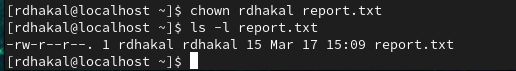 [rdhakal@localhost ~]$ chown rdhakal report.txt
[rdhakal@localhost ~]$ ls -l report.txt
-rw-r--r--. 1 rdhakal rdhakal 15 Mar 17 15:09 report.txt
[rdhakal@localhost ~]$